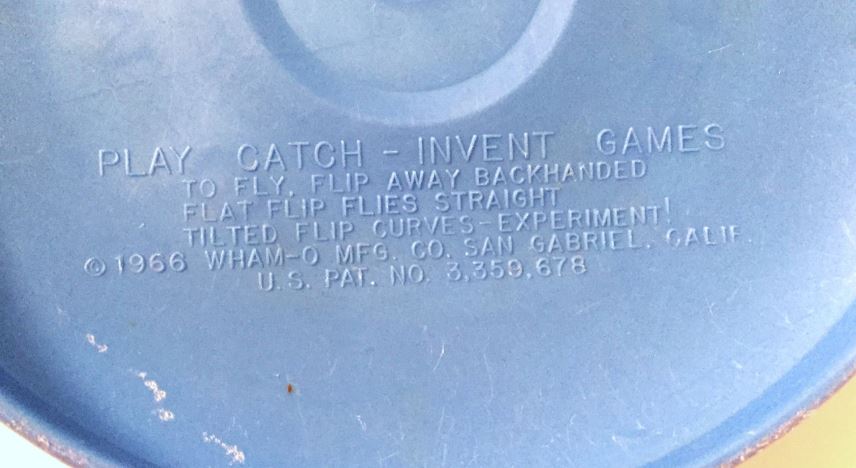 PLAY CATCH - INVENT GAMES
TO FLY, FLIP AWAY BACKHANDED
FLAT FLIP FLIES STRAIGHT
TILTED FLIP CURVES-EXPERIMENT!
© 1966 WHAM-O MFG. CO. SAN GABRIEL. CALIF.
U.S. PAT. NO. 3,359,678